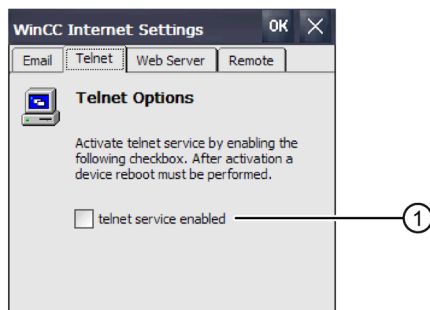 WinCC Internet Settings OK
Email Telnet Web Server Remote
Telnet Options
Activate telnet service by enabling the
following checkbox. After activation a
device reboot must be performed.
telnet service enabled
1